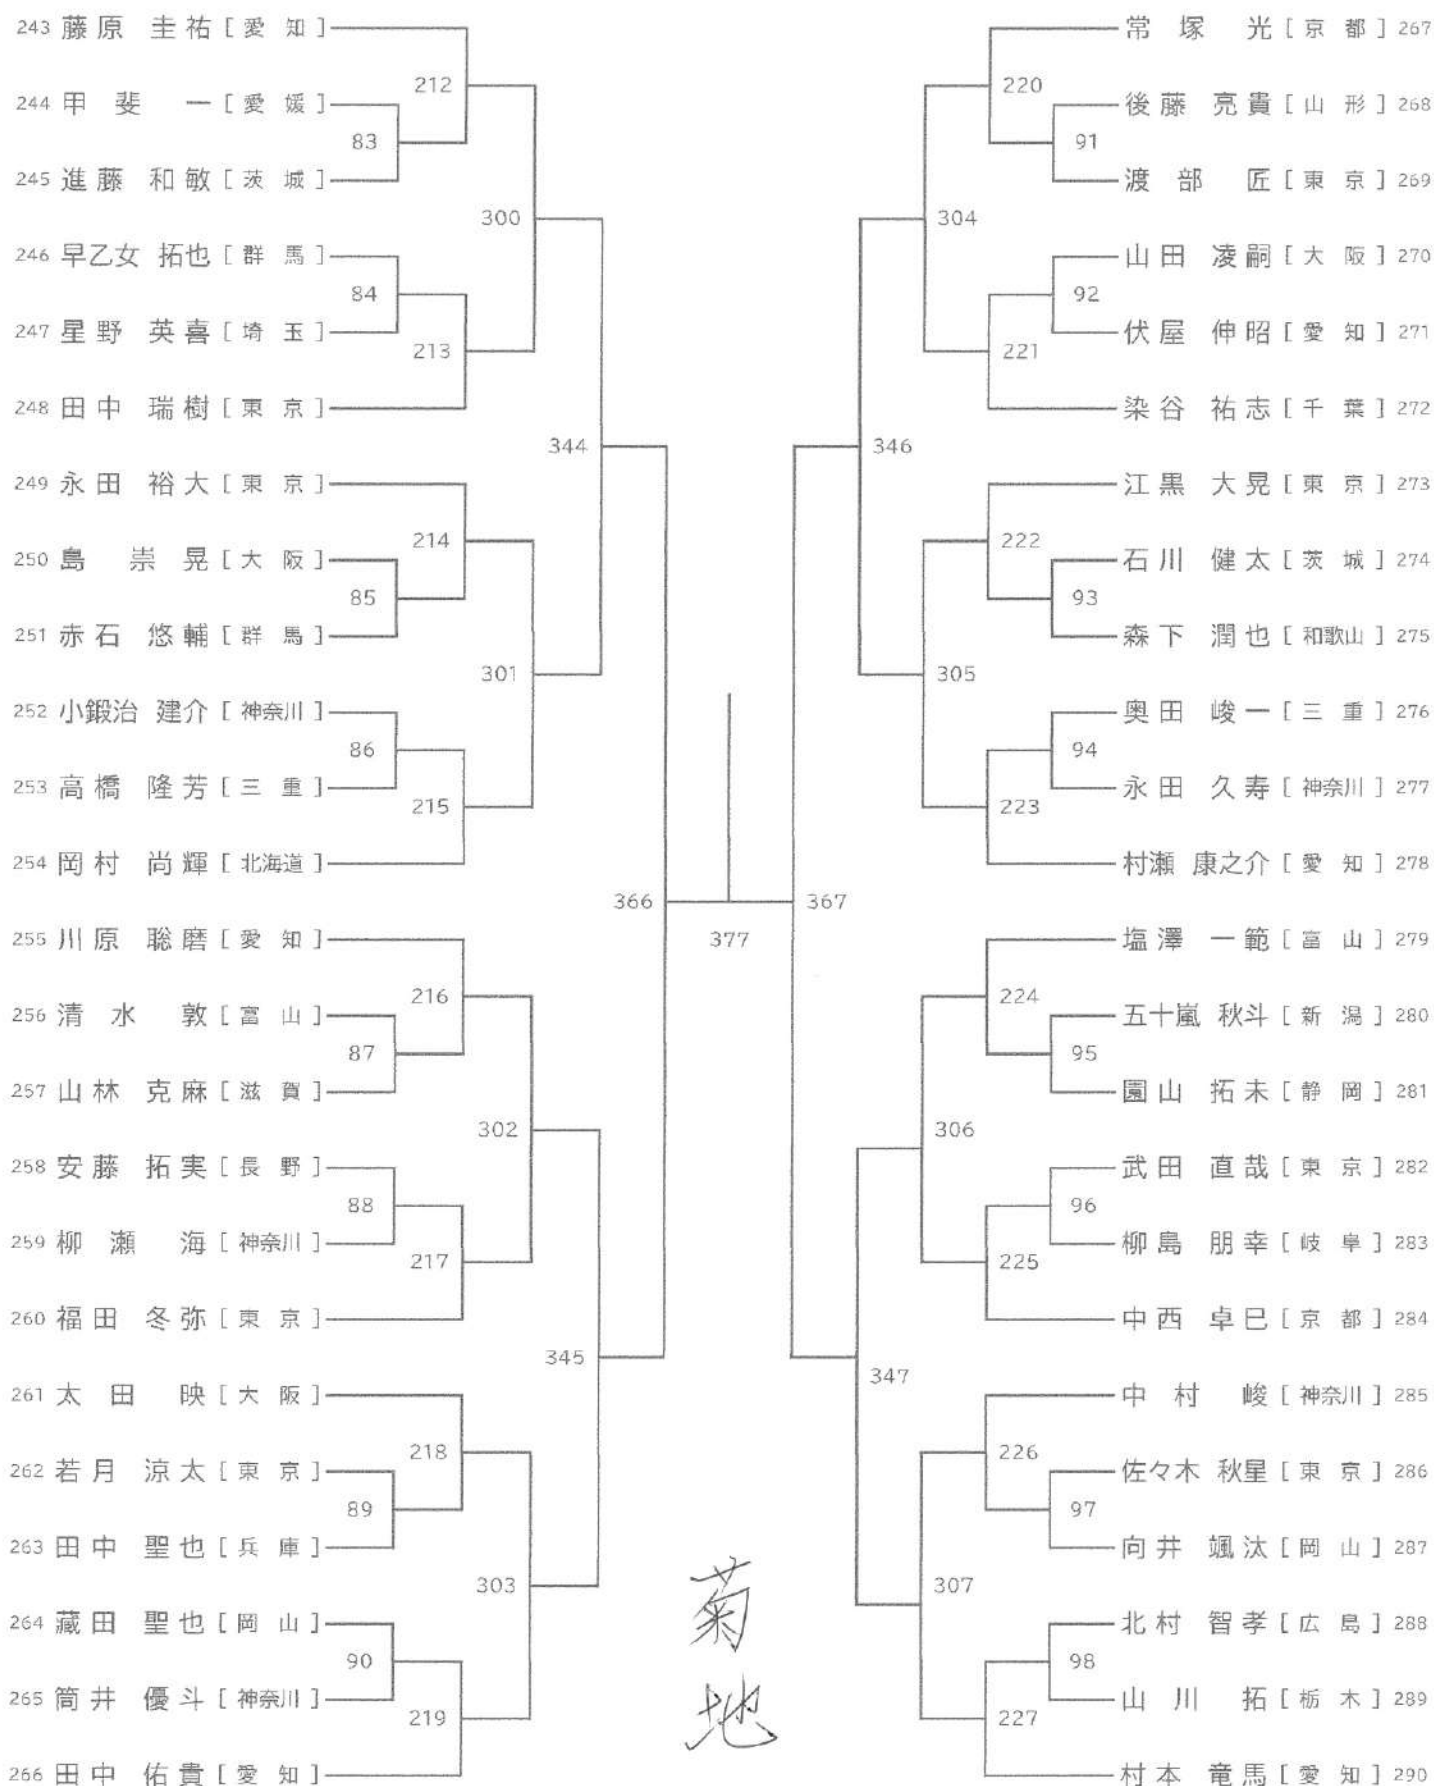 243 藤原 圭祐 [愛知]
212
244 甲斐 一 [愛媛]
83
245 進藤 和敏 [茨城]
300
246 早乙女 拓也 [群馬]
84
247 星野 英喜 [埼玉]
213
248 田中 瑞樹 [東京]
344
249 永田 裕大 [東京]
214
250 島 崇晃 [大阪]
85
251 赤石 悠輔 [群馬]
301
252 小鍛治 建介 [神奈川]
86
253 高橋 隆芳 [三重]
215
254 岡村 尚輝 [北海道]
366
255 川原 聡磨 [愛知]
216
256 清水 敦 [富山]
87
257 山林 克麻 [滋賀]
302
258 安藤 拓実 [長野]
88
259 柳瀬 海 [神奈川]
217
260 福田 冬弥 [東京]
345
261 太田 映 [大阪]
218
262 若月 涼太 [東京]
89
263 田中 聖也 [兵庫]
303
264 藏田 聖也 [岡山]
90
265 筒井 優斗 [神奈川]
219
266 田中 佑貴 [愛知]
377
菊地
常塚 光 [京都] 267
220
後藤 亮貴 [山形] 268
91
渡部 匠 [東京] 269
304
山田 凌嗣 [大阪] 270
92
伏屋 伸昭 [愛知] 271
221
染谷 祐志 [千葉] 272
346
江黒 大晃 [東京] 273
222
石川 健太 [茨城] 274
93
森下 潤也 [和歌山] 275
305
奥田 峻一 [三重] 276
94
永田 久寿 [神奈川] 277
223
村瀬 康之介 [愛知] 278
367
塩澤 一範 [富山] 279
224
五十嵐 秋斗 [新潟] 280
95
園山 拓未 [静岡] 281
306
武田 直哉 [東京] 282
96
柳島 朋幸 [岐阜] 283
225
中西 卓巳 [京都] 284
347
中村 峻 [神奈川] 285
226
佐々木 秋星 [東京] 286
97
向井 颯汰 [岡山] 287
307
北村 智孝 [広島] 288
98
山川 拓 [栃木] 289
227
村本 竜馬 [愛知] 290